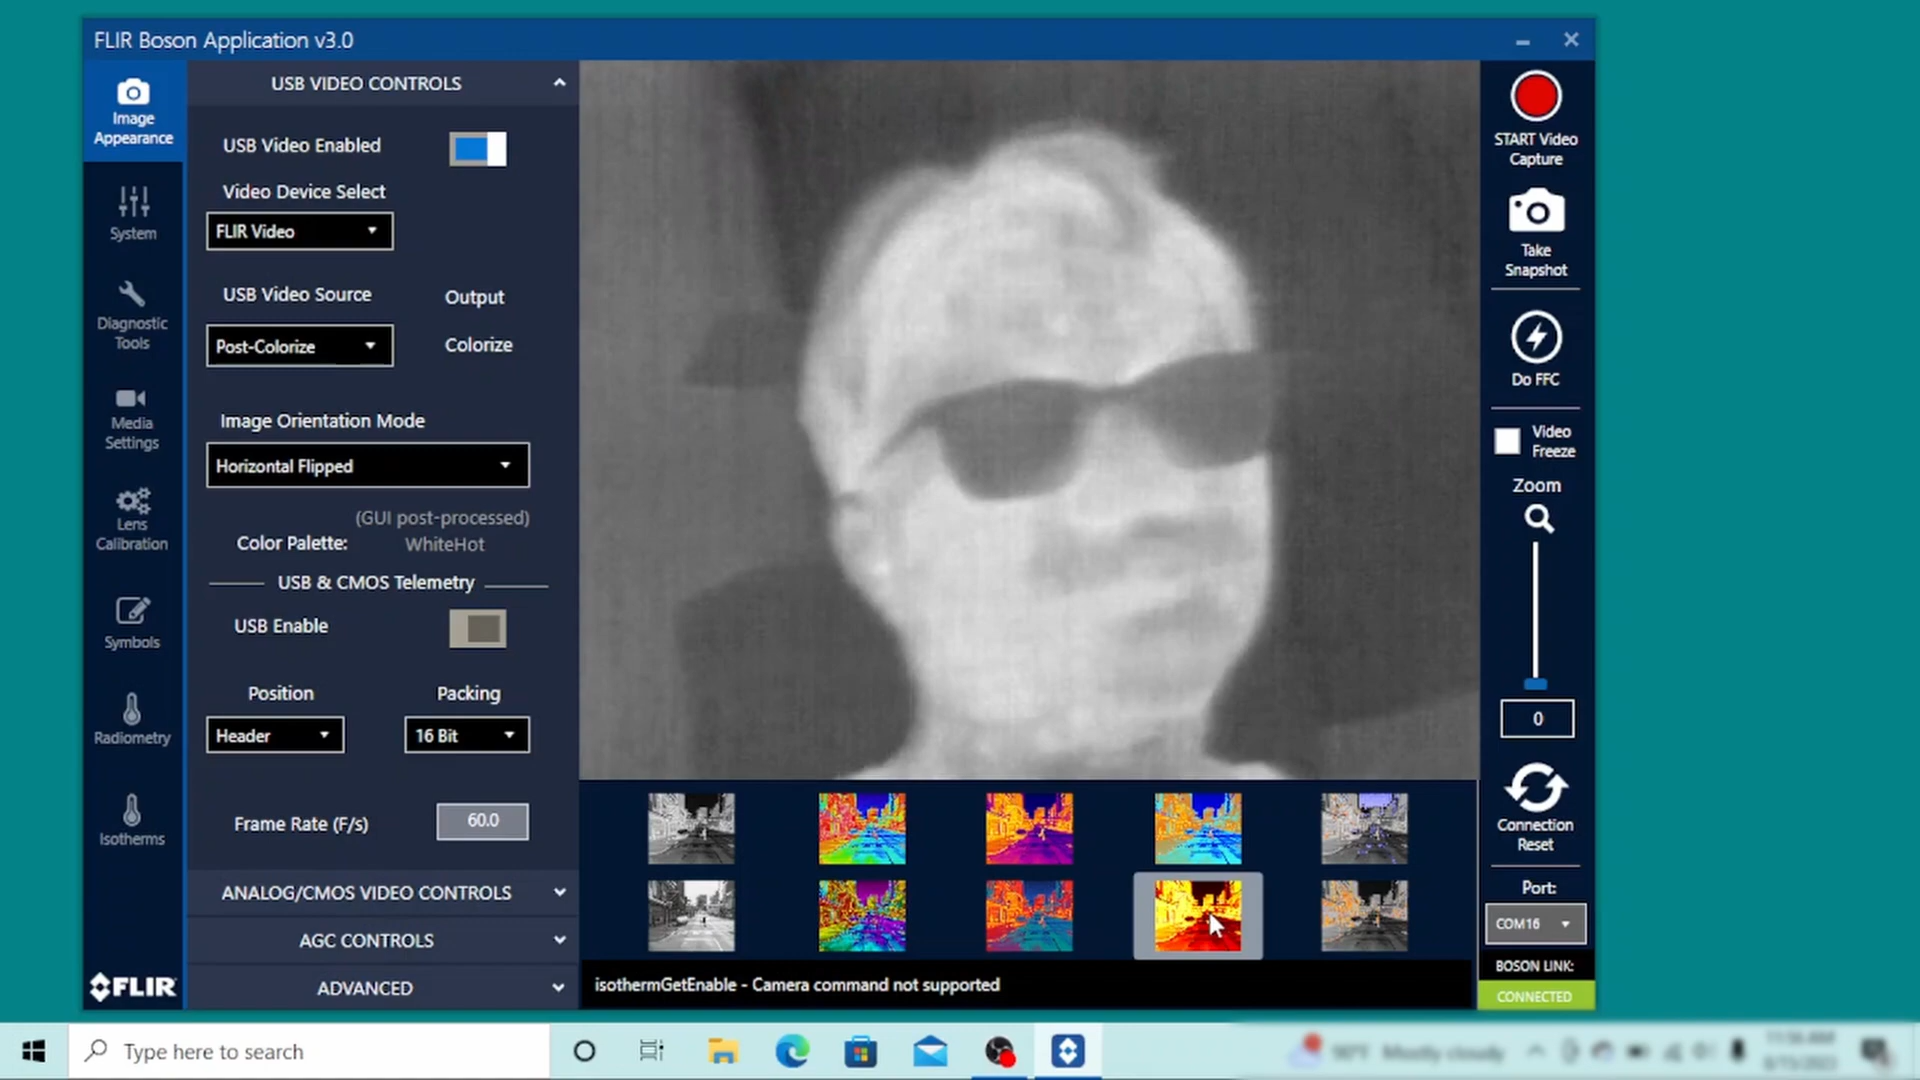 FLIR Boson Application v3.0
Image
Appearance
System
Diagnostic
Tools
Media
Settings
Lens
Calibration
Symbols
Radiometry
Isotherms
FLIR
USB VIDEO CONTROLS
USB Video Enabled
Video Device Select
FLIR Video
USB Video Source
Output
Post-Colorize
Colorize
Image Orientation Mode
Horizontal Flipped
(GUI post-processed)
Color Palette:
WhiteHot
USB & CMOS Telemetry
USB Enable
Position
Packing
Header
16 Bit
Frame Rate (F/s)
60.0
ANALOG/CMOS VIDEO CONTROLS
AGC CONTROLS
ADVANCED
isothermGetEnable - Camera command not supported
START Video
Capture
Take
Snapshot
Do FFC
Video
Freeze
Zoom
0
Connection
Reset
Port:
COM16
BOSON LINK:
CONNECTED
Type here to search
Mostly cloudy